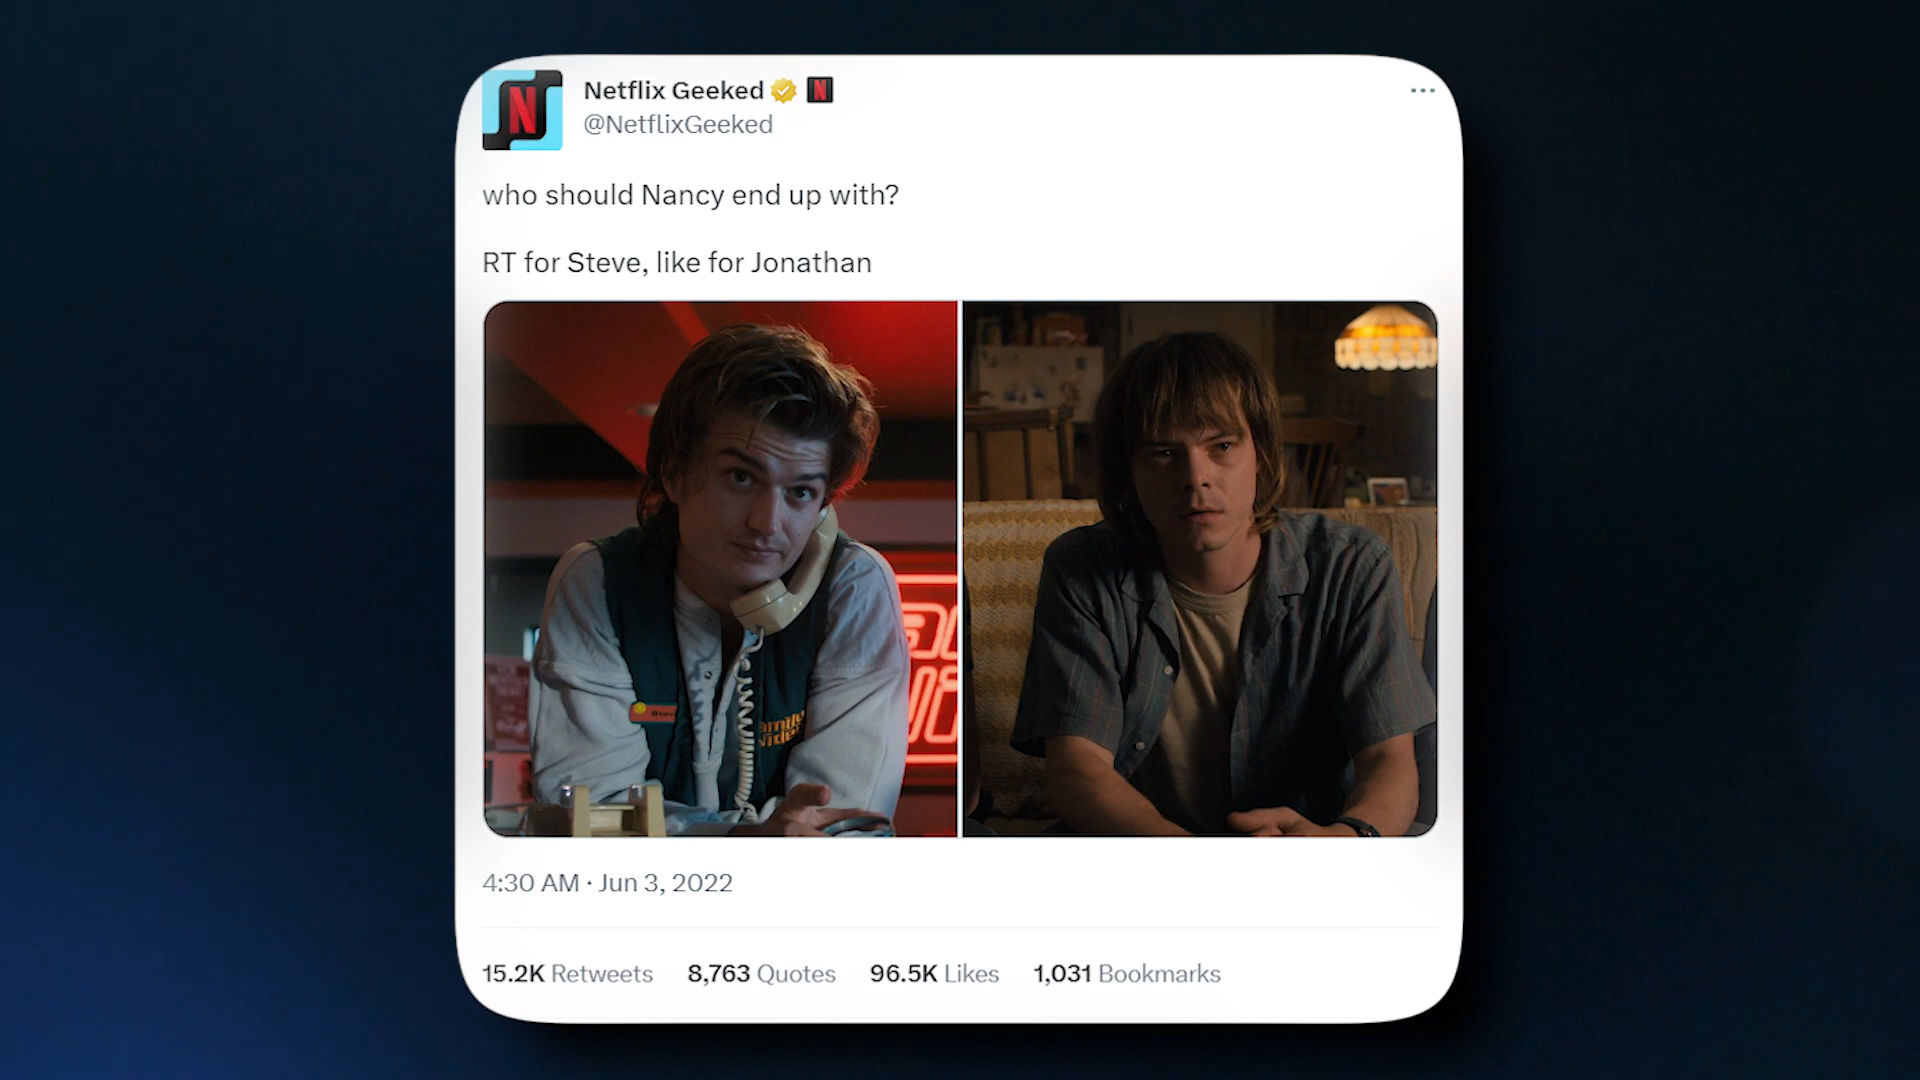 Netflix Geeked
@NetflixGeeked
who should Nancy end up with?
RT for Steve, like for Jonathan
4:30 AM · Jun 3, 2022
15.2K Retweets 8,763 Quotes 96.5K Likes 1,031 Bookmarks